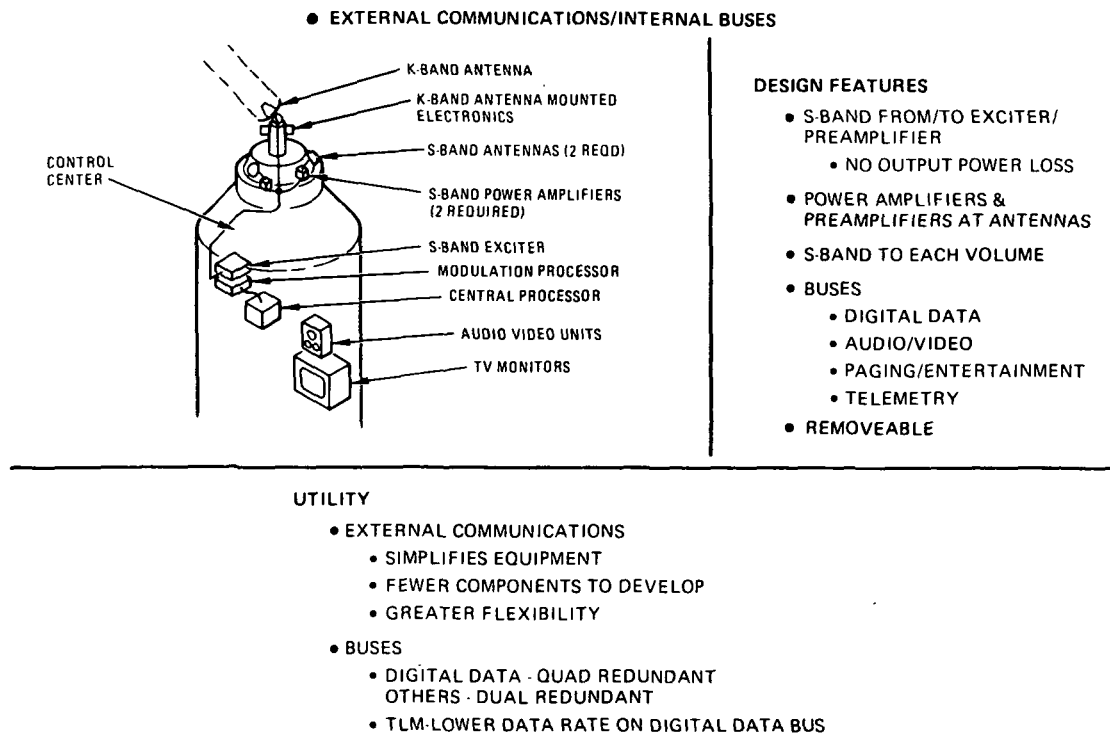 ● EXTERNAL COMMUNICATIONS/INTERNAL BUSES
K-BAND ANTENNA
K-BAND ANTENNA MOUNTED
ELECTRONICS
S-BAND ANTENNAS (2 REQD)
CONTROL
CENTER
S-BAND POWER AMPLIFIERS
(2 REQUIRED)
S-BAND EXCITER
MODULATION PROCESSOR
CENTRAL PROCESSOR
AUDIO VIDEO UNITS
TV MONITORS
DESIGN FEATURES
● S-BAND FROM/TO EXCITER/
PREAMPLIFIER
● NO OUTPUT POWER LOSS
● POWER AMPLIFIERS &
PREAMPLIFIERS AT ANTENNAS
● S-BAND TO EACH VOLUME
● BUSES
● DIGITAL DATA
● AUDIO/VIDEO
● PAGING/ENTERTAINMENT
● TELEMETRY
● REMOVEABLE
UTILITY
● EXTERNAL COMMUNICATIONS
● SIMPLIFIES EQUIPMENT
● FEWER COMPONENTS TO DEVELOP
● GREATER FLEXIBILITY
● BUSES
● DIGITAL DATA - QUAD REDUNDANT
OTHERS - DUAL REDUNDANT
● TLM-LOWER DATA RATE ON DIGITAL DATA BUS